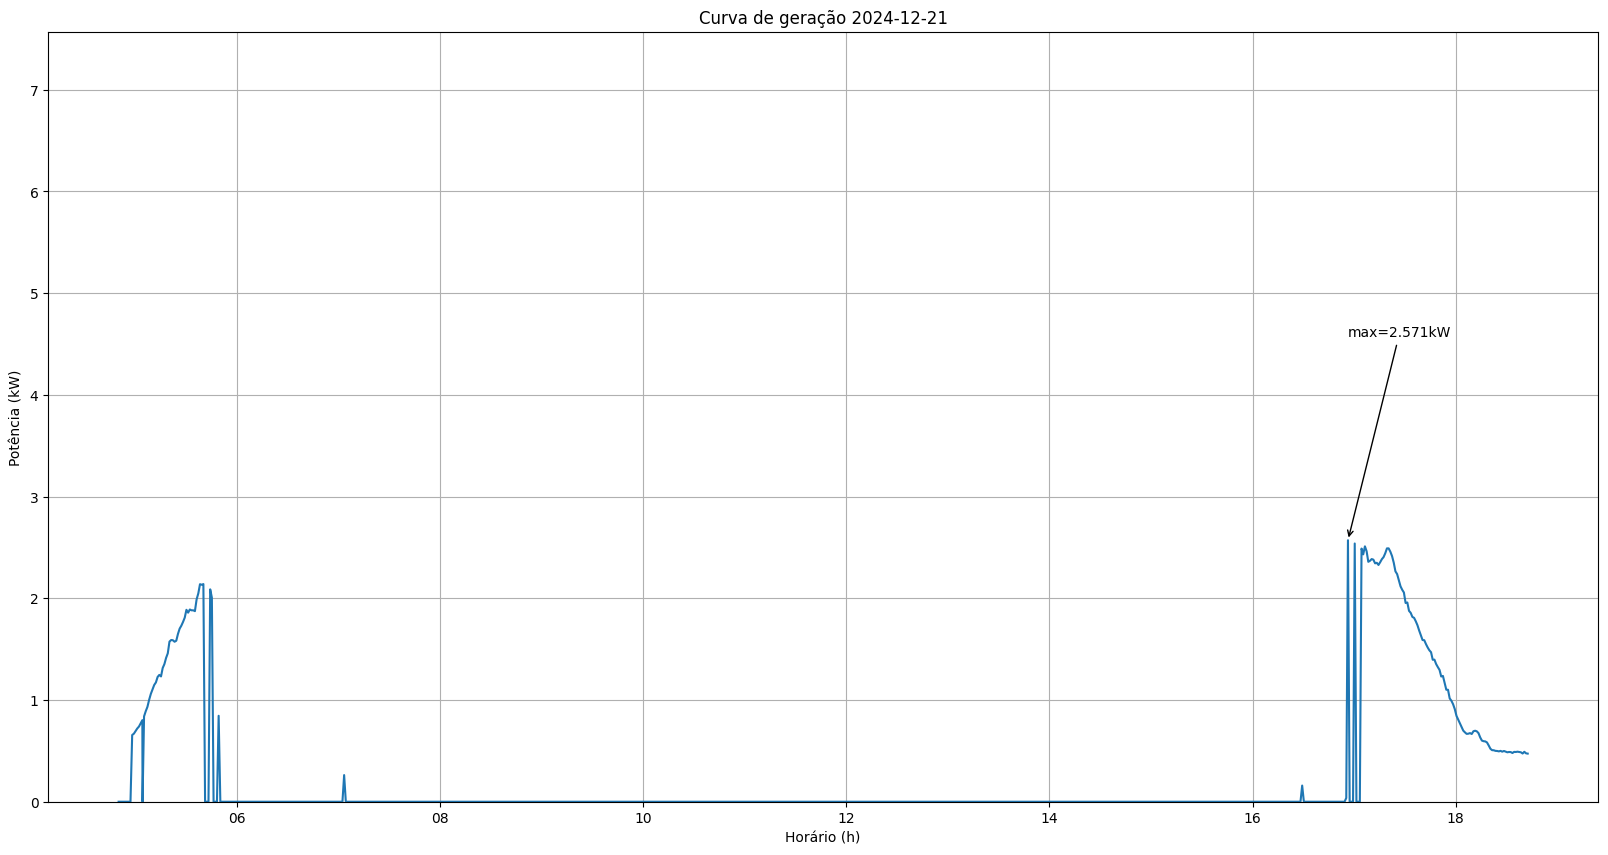 Curva de geração 2024-12-21
7
6
5
max=2.571kW
4
Potência (kW)
3
2
1
0
06 08 10 12 14 16 18
Horário (h)